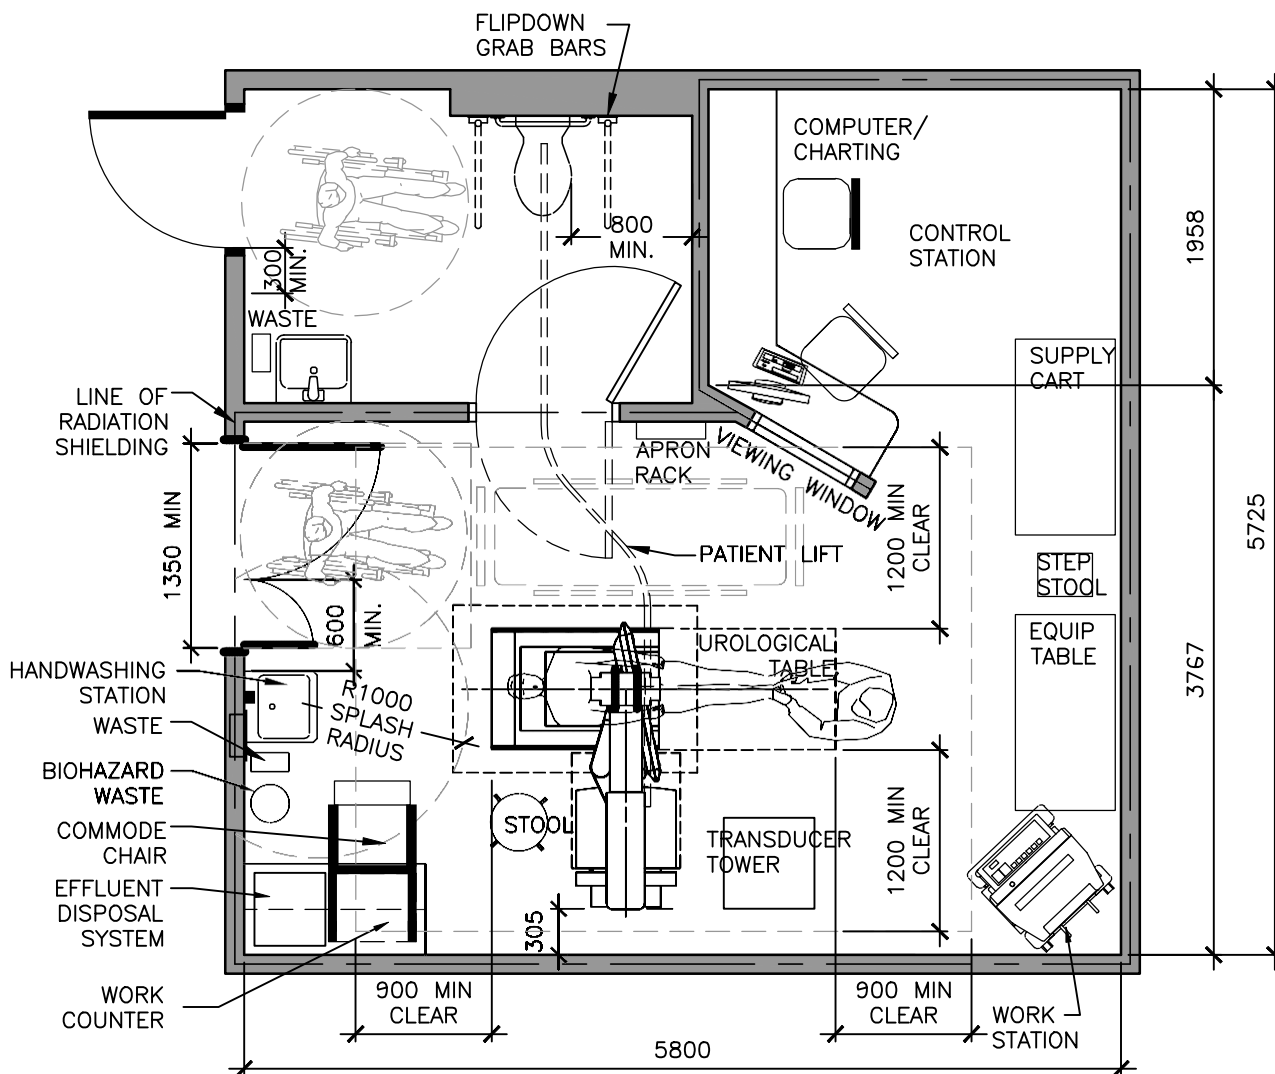 FLIPDOWN
GRAB BARS
COMPUTER/
CHARTING
CONTROL
STATION
1958
800
MIN.
300
MIN.
WASTE
SUPPLY
CART
LINE OF
RADIATION
SHIELDING
APRON
RACK
VIEWING WINDOW
1200 MIN
CLEAR
5725
1350 MIN
PATIENT LIFT
STEP
STOOL
600
MIN.
UROLOGICAL
TABLE
EQUIP
TABLE
3767
HANDWASHING
STATION
R1000
SPLASH
RADIUS
WASTE
BIOHAZARD
WASTE
COMMODE
CHAIR
STOOL
TRANSDUCER
TOWER
1200 MIN
CLEAR
EFFLUENT
DISPOSAL
SYSTEM
305
WORK
COUNTER
900 MIN
CLEAR
900 MIN
CLEAR
WORK
STATION
5800